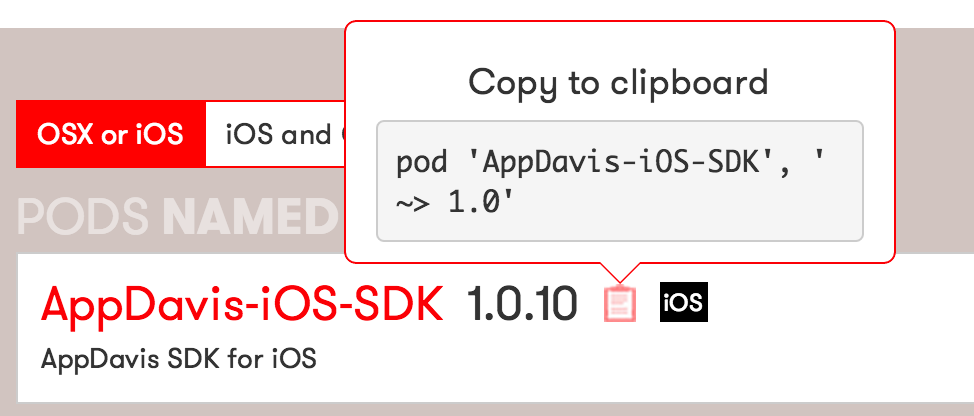 Copy to clipboard
pod 'AppDavis-iOS-SDK', '
~> 1.0'
OSX or iOS
iOS and
PODS NAMED
AppDavis-iOS-SDK 1.0.10 iOS
AppDavis SDK for iOS